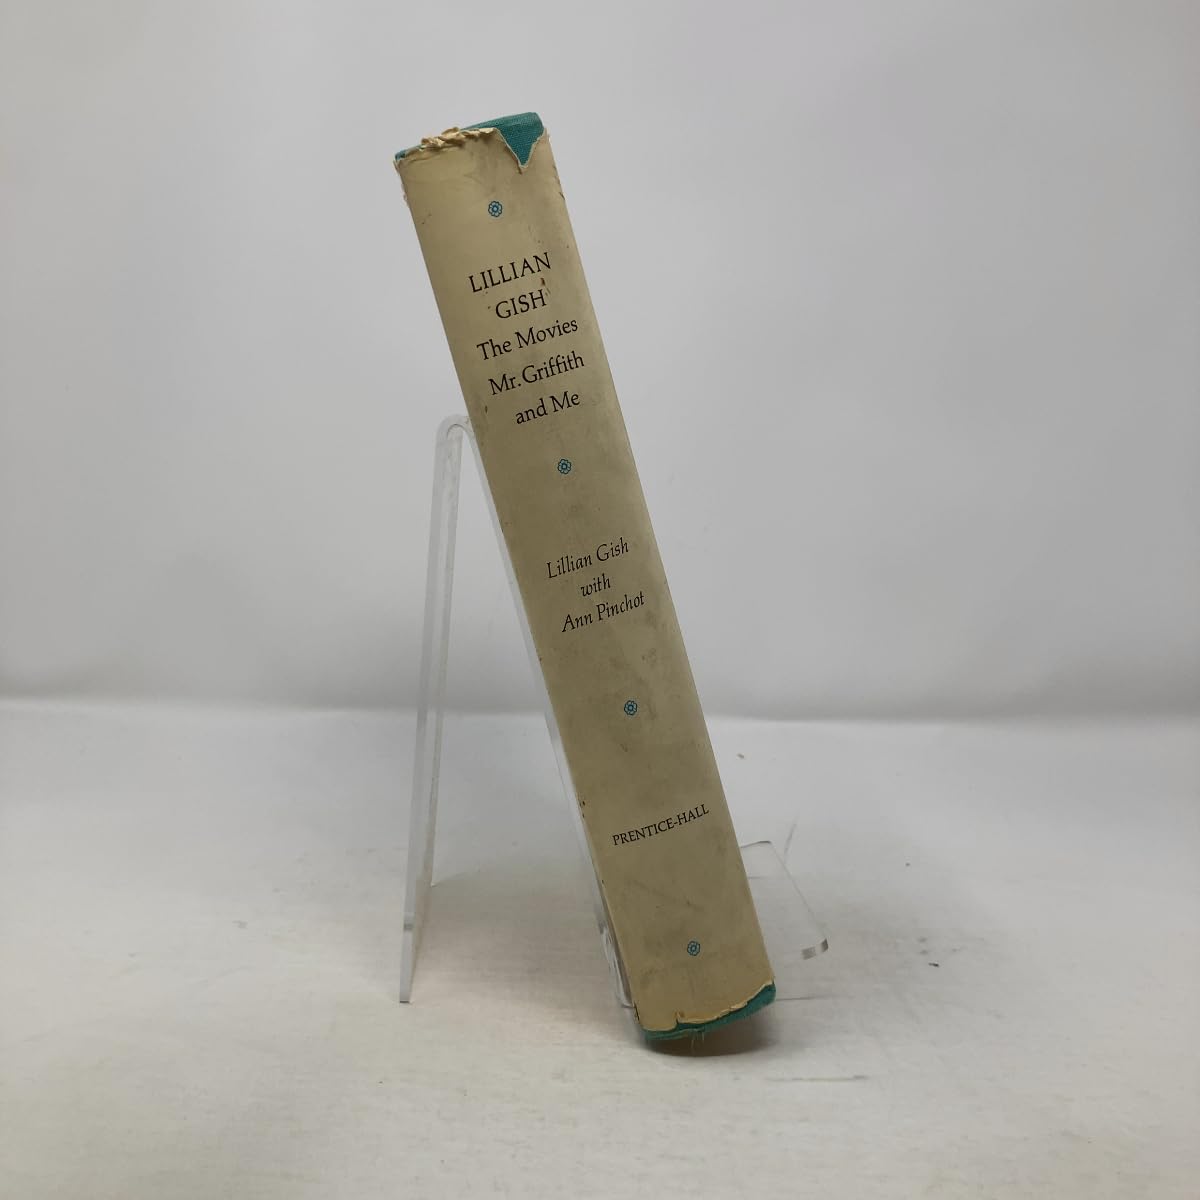 LILLIAN
GISH
The Movies
Mr. Griffith
and Me
Lillian Gish
with
Ann Pinchot
PRENTICE-HALL